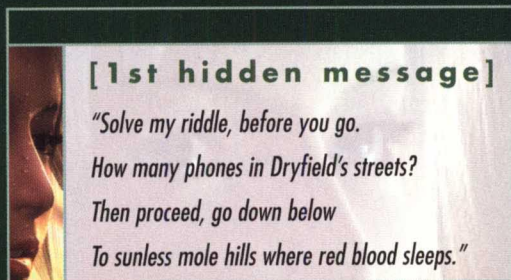 [1st hidden message]
"Solve my riddle, before you go.
How many phones in Dryfield's streets?
Then proceed, go down below
To sunless mole hills where red blood sleeps."